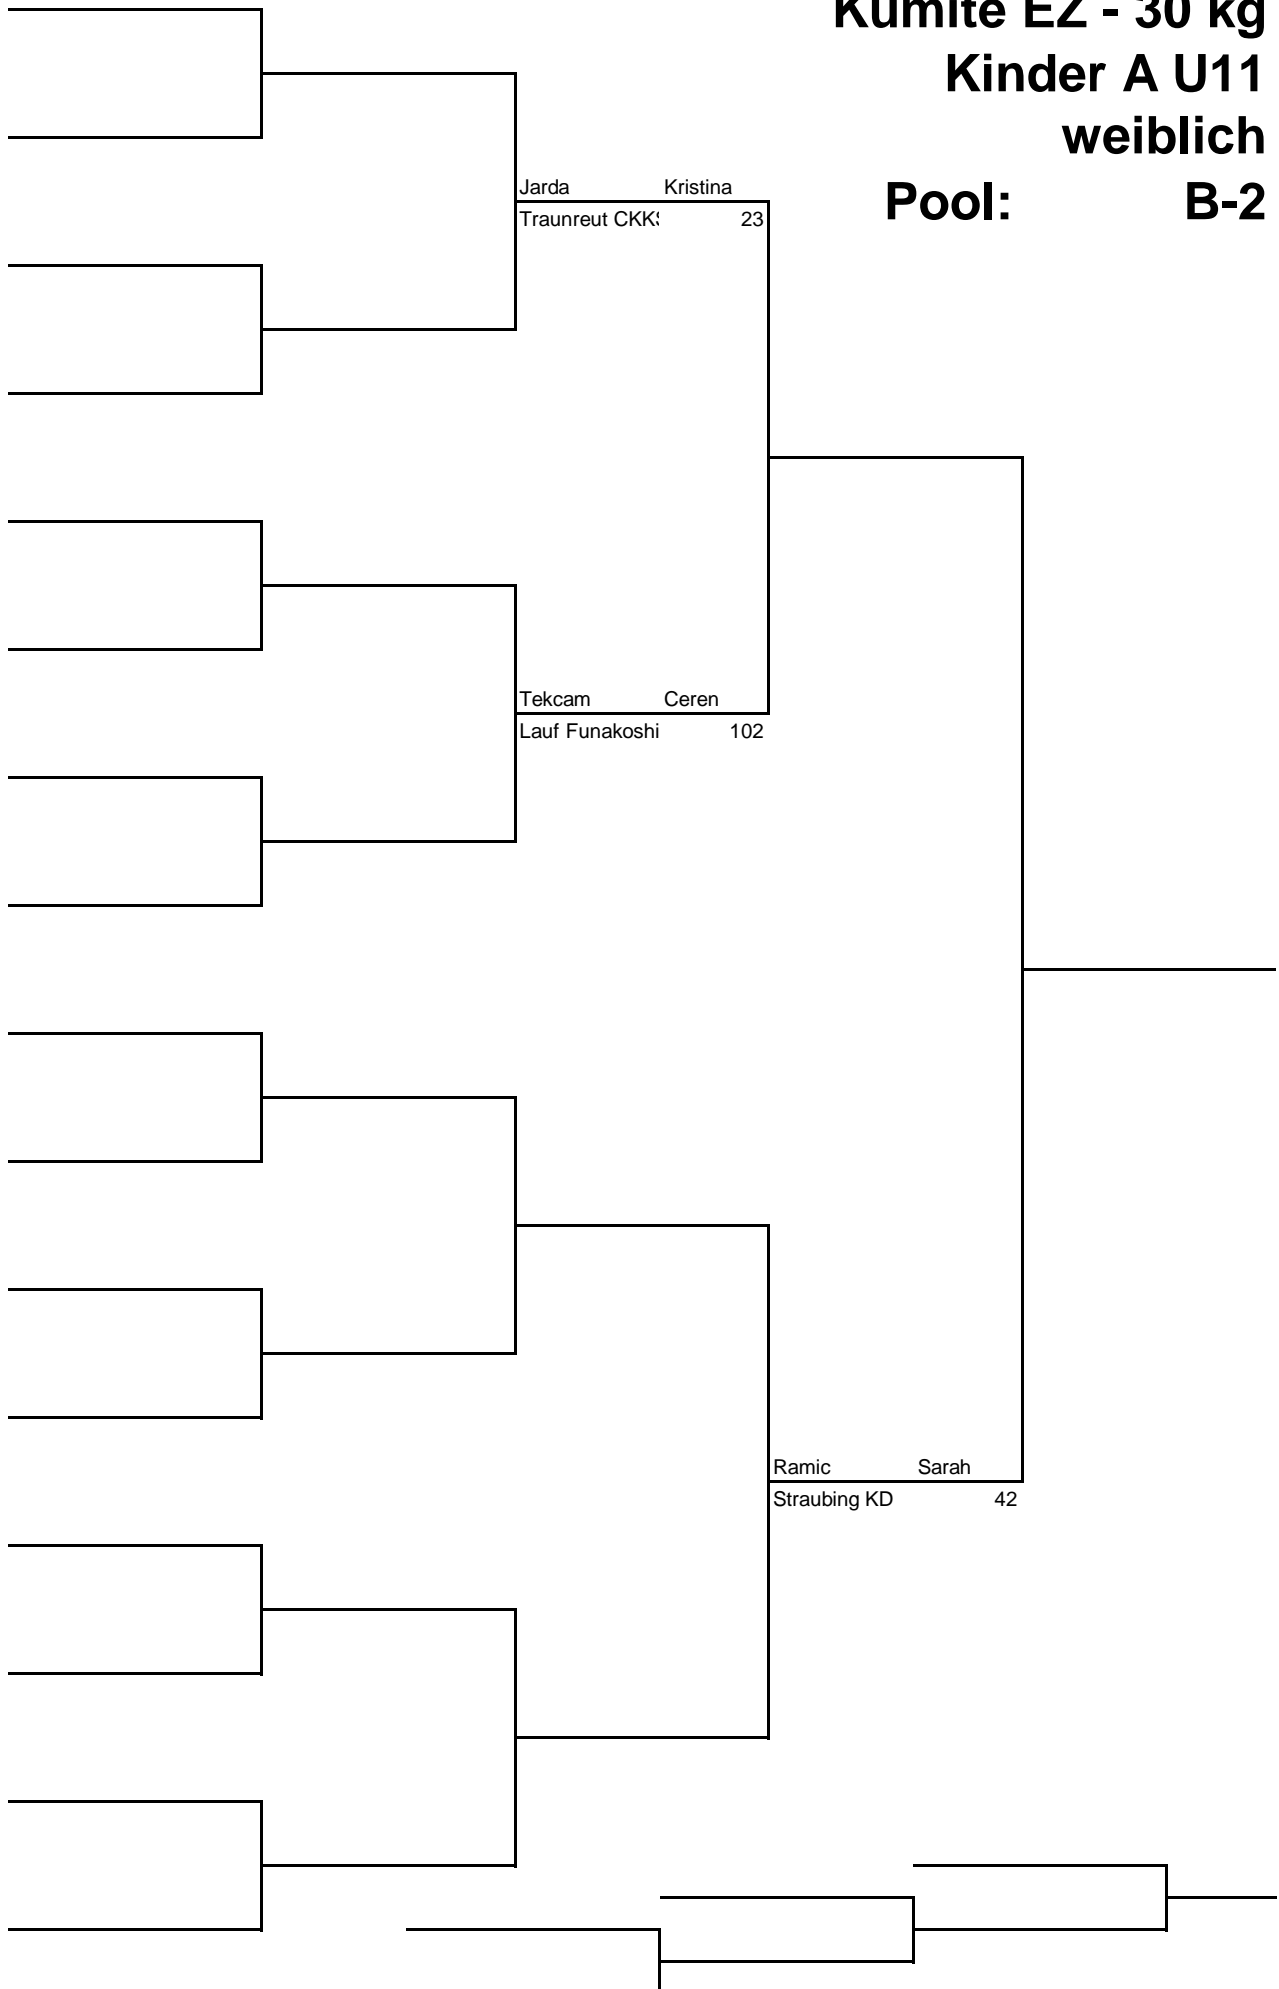 Kumite EZ - 30 kg
Kinder A U11
weiblich
Pool: B-2
Jarda Kristina
Traunreut CKK 23
Tekcam Ceren
Lauf Funakoshi 102
Ramic Sarah
Straubing KD 42